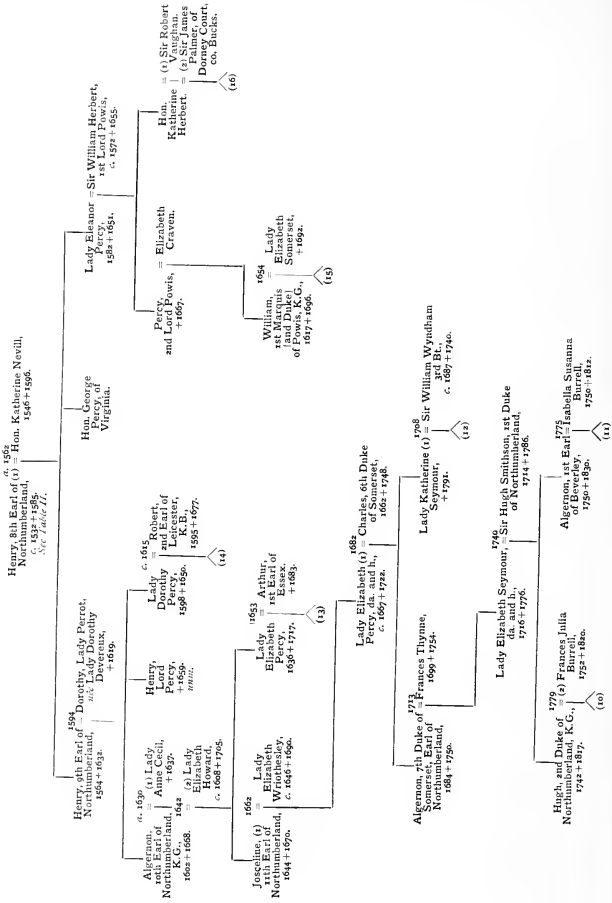 a. 1562
Henry, 8th Earl of (1) = Hon. Katherine Nevill,
Northumberland, 1546+1596.
c. 1532+1585.
See Table II.
1594
Henry, 9th Earl of = Dorothy, Lady Perrot,
Northumberland, née Lady Dorothy
1564+1632. Devereux,
+1619.
Hon. George
Percy, of
Virginia.
Lady Eleanor = Sir William Herbert,
Percy, 1st Lord Powis,
1582+1651. c. 1572+1655.
a. 1630
Algernon, = (1) Lady
10th Earl of Anne Cecil,
Northumberland, +1637.
K.G., 1642
1602+1668. = (2) Lady
Elizabeth
Howard,
c. 1608+1705.
Henry,
Lord
Percy,
+1659.
unm.
c. 1615
Lady = Robert,
Dorothy 2nd Earl of
Percy, Leicester,
1598+1650. K.B.,
1595+1677.
(14)
Percy, = Elizabeth
2nd Lord Powis, Craven.
+1667.
Hon. = (1) Sir Robert
Katherine Vaughan.
Herbert. = (2) Sir James
Palmer, of
Dorney Court,
co. Bucks.
(16)
1662
Josceline, (1) = Lady
11th Earl of Elizabeth
Northumberland, Wriothesley,
1644+1670. c. 1646+1690.
1653
Lady = Arthur,
Elizabeth 1st Earl of
Percy, Essex.
1636+1717. +1683.
(13)
1654
William, = Lady
1st Marquis Elizabeth
(and Duke) Somerset,
of Powis, K.G., +1692.
1617+1696.
(15)
1682
Lady Elizabeth (1) = Charles, 6th Duke
Percy, da. and h., of Somerset,
c. 1667+1722. 1662+1748.
1713
Algernon, 7th Duke of = Frances Thynne,
Somerset, Earl of 1699+1754.
Northumberland,
1684-1750.
1708
Lady Katherine (1) = Sir William Wyndham
Seymour, 3rd Bt.,
+1791. c. 1687+1740.
(12)
1740
Lady Elizabeth Seymour, = Sir Hugh Smithson, 1st Duke
da. and h., of Northumberland,
1716+1776. 1714+1786.
1779
Hugh, 2nd Duke of = (2) Frances Julia
Northumberland, K.G., Burrell,
1742+1817. 1752+1820.
(10)
1775
Algernon, 1st Earl = Isabella Susanna
of Beverley, Burrell,
1750+1830. 1750+1812.
(11)